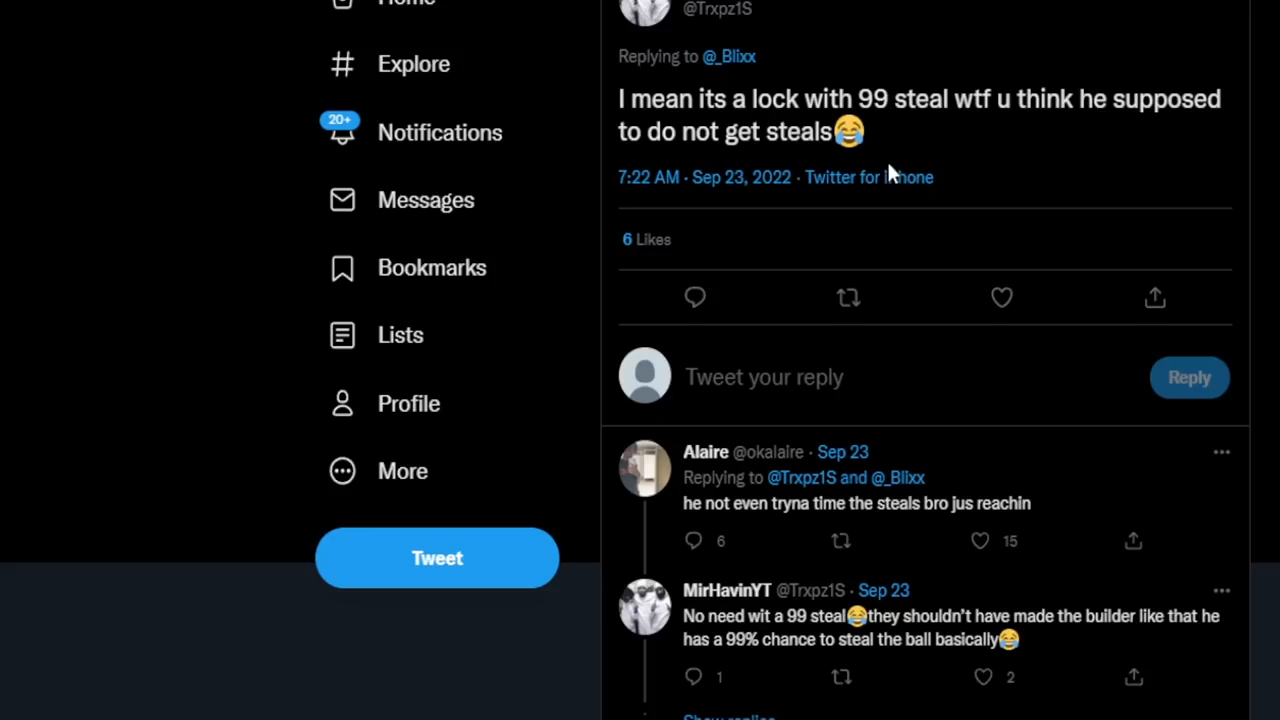 Home
Explore
20+
Notifications
Messages
Bookmarks
Lists
Profile
More
Tweet
@Trxpz1S
Replying to @_Blixx
I mean its a lock with 99 steal wtf u think he supposed
to do not get steals😂
7:22 AM · Sep 23, 2022 · Twitter for iPhone
6 Likes
Tweet your reply
Reply
Alaire @okalaire · Sep 23
Replying to @Trxpz1S and @_Blixx
he not even tryna time the steals bro jus reachin
6 15
MirHavinYT @Trxpz1S · Sep 23
No need wit a 99 steal😂they shouldn't have made the builder like that he
has a 99% chance to steal the ball basically😂
1 2
Show replies